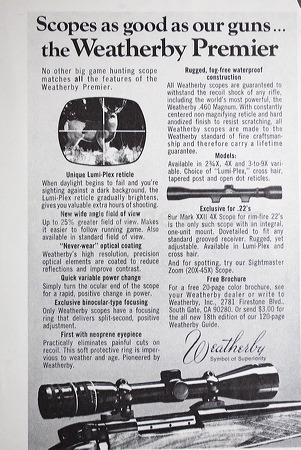 Scopes as good as our guns...
the Weatherby Premier
No other big game hunting scope
matches all the features of the
Weatherby Premier.
Unique Lumi-Plex reticle
When daylight begins to fail and you're
sighting against a dark background, the
Lumi-Plex reticle gradually brightens,
gives you valuable extra hours of shooting.
New wide angle field of view
Up to 25% greater field of view. Makes
it easier to follow running game. Also
available in standard field of view.
"Never-wear" optical coating
Weatherby's high resolution, precision
optical elements are coated to reduce
reflections and improve contrast.
Quick variable power change
Simply turn the ocular end of the scope
for a rapid, positive change in power.
Exclusive binocular-type focusing
Only Weatherby scopes have a focusing
ring that delivers split-second, positive
adjustment.
First with neoprene eyepiece
Practically eliminates painful cuts on
recoil. This soft protective ring is imper-
vious to weather and age. Pioneered by
Weatherby.
Rugged, fog-free waterproof
construction
All Weatherby scopes are guaranteed to
withstand the recoil shock of any rifle,
including the world's most powerful, the
Weatherby .460 Magnum. With constantly
centered non magnifying reticle and hard
anodized finish to resist scratching, all
Weatherby scopes are made to the
Weatherby standard of fine craftsman-
ship and therefore carry a lifetime
guarantee.
Models:
Available in 2¾X, 4X and 3-to-9X vari-
able. Choice of "Lumi-Plex," cross hair,
tapered post and open dot reticles.
Exclusive for .22's
Our Mark XXII 4X Scope for rim-fire 22's
is the only such scope with an integral,
one-unit mount. Dovetailed to fit any
standard grooved receiver. Rugged, yet
adjustable. Available in Lumi-Plex and
cross hair.
And for spotting, try our Sightmaster
Zoom (20X-45X) Scope.
Free Brochure
For a free 20-page color brochure, see
your Weatherby dealer or write to
Weatherby, Inc., 2781 Firestone Blvd.,
South Gate, CA 90280. Or send $3.00 for
the all new 18th edition of our 120-page
Weatherby Guide.
Weatherby
Symbol of Superiority